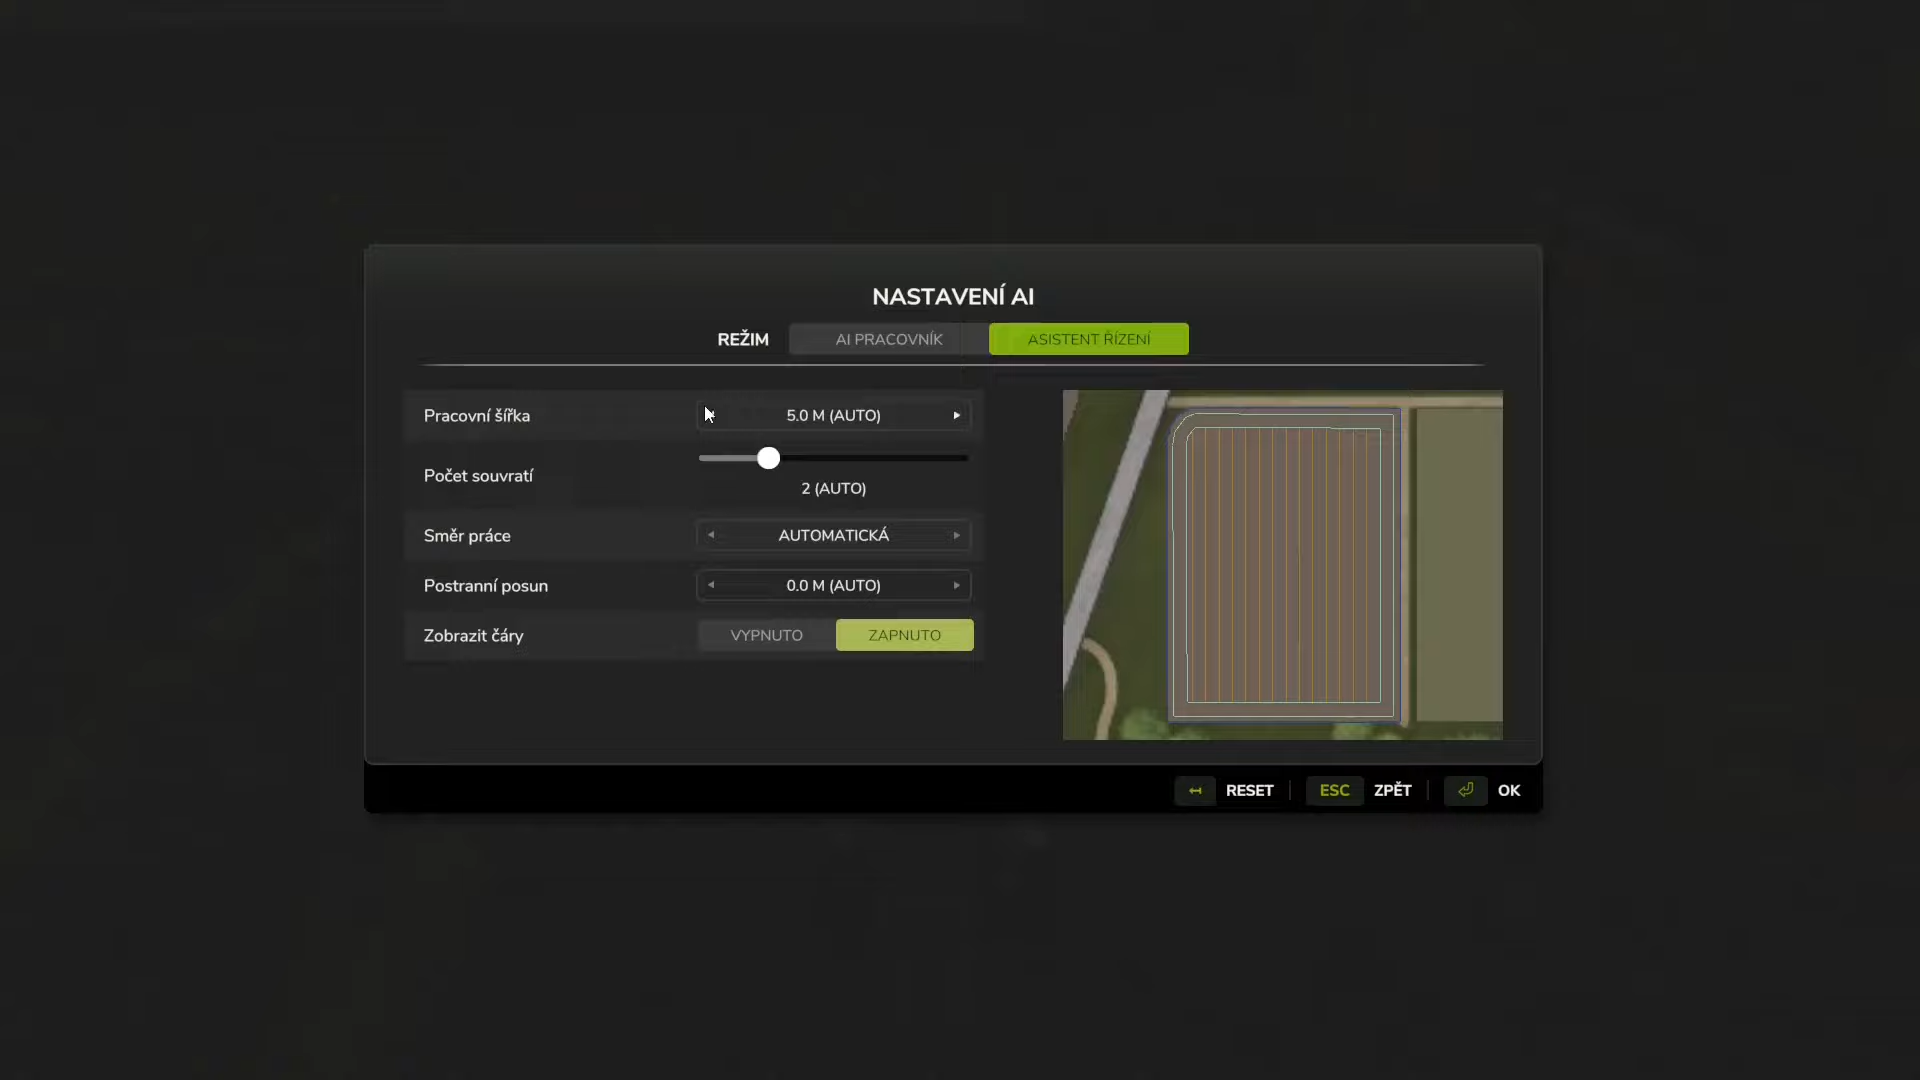 NASTAVENÍ AI
REŽIM AI PRACOVNÍK ASISTENT ŘÍZENÍ
Pracovní šířka 5.0 M (AUTO)
Počet souvratí 2 (AUTO)
Směr práce AUTOMATICKÁ
Postranní posun 0.0 M (AUTO)
Zobrazit čáry VYPNUTO ZAPNUTO
RESET ESC ZPĚT OK